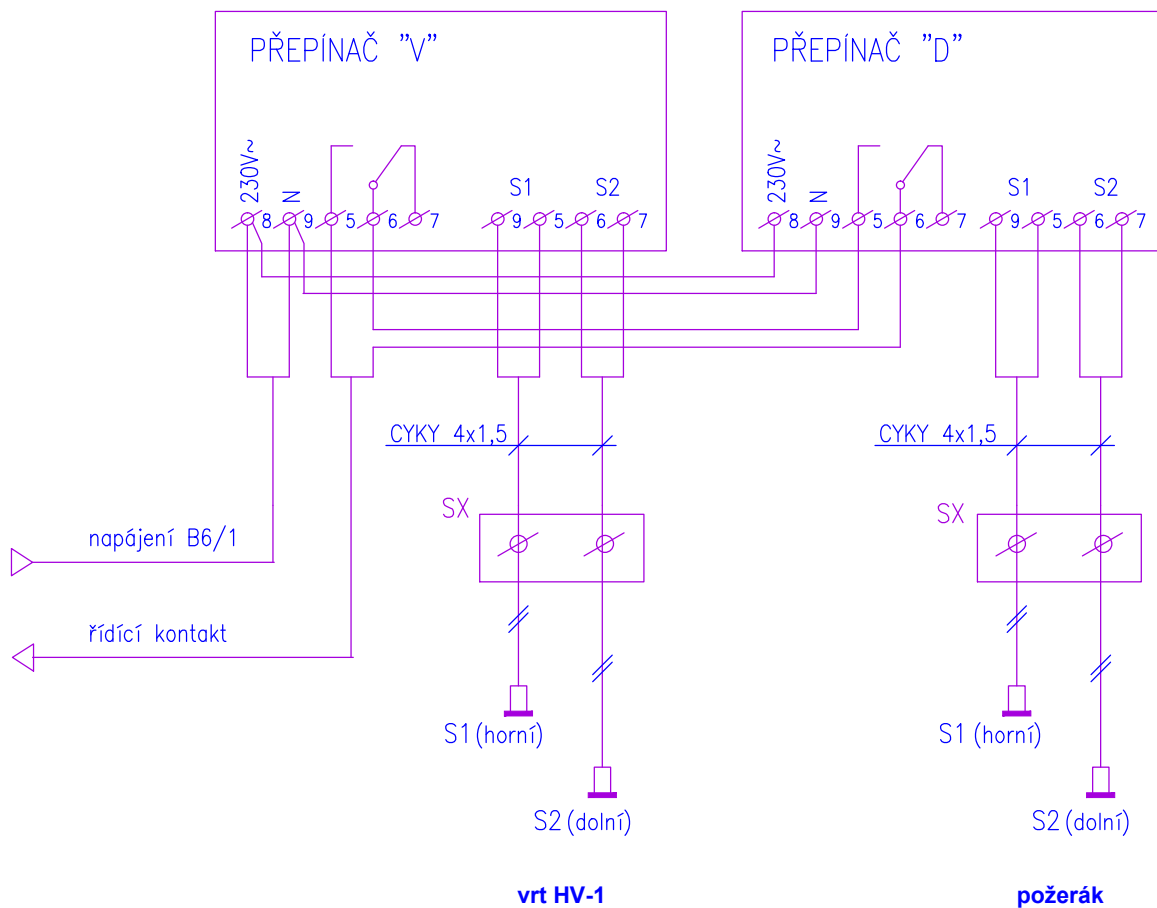 PŘEPÍNAČ "V"
PŘEPÍNAČ "D"
230V~ N S1 S2
8 9 5 6 7 9 5 6 7
230V~ N S1 S2
8 9 5 6 7 9 5 6 7
CYKY 4x1,5
CYKY 4x1,5
SX
SX
napájení B6/1
řídící kontakt
S1 (horní)
S1 (horní)
S2 (dolní)
S2 (dolní)
vrt HV-1
požerák